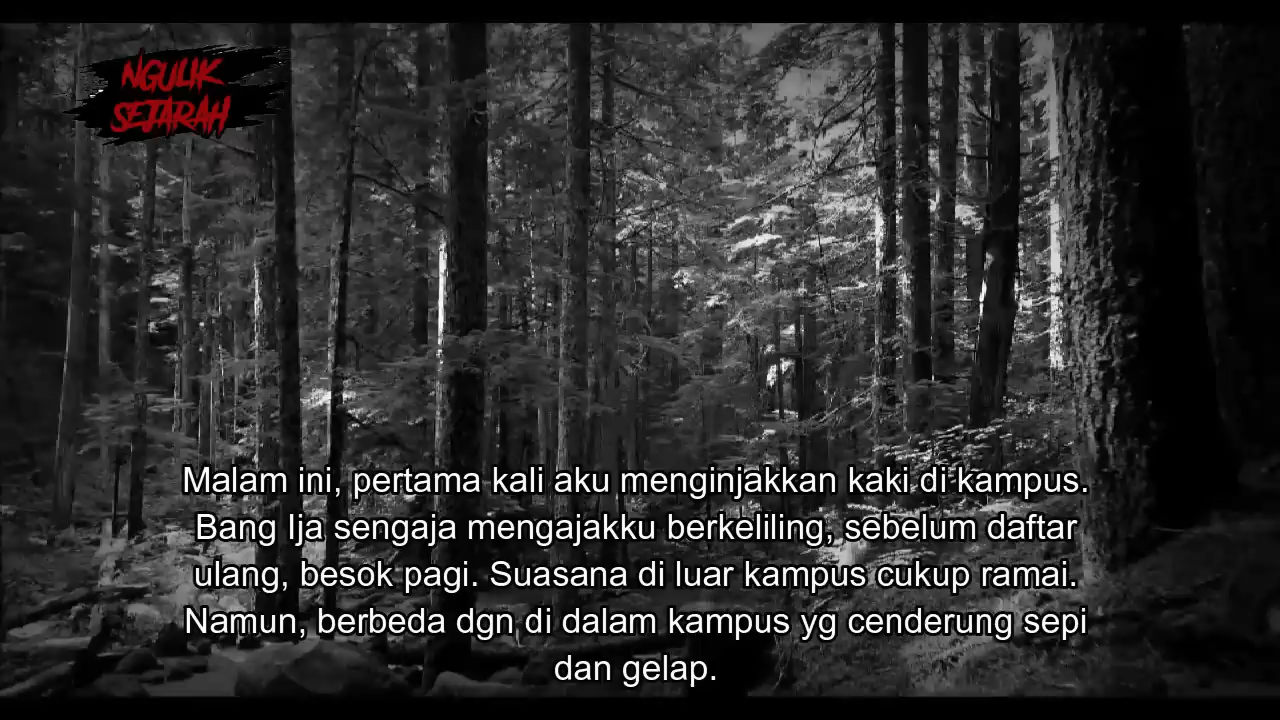 NGULIK
SEJARAH
Malam ini, pertama kali aku menginjakkan kaki di kampus.
Bang Ija sengaja mengajakku berkeliling, sebelum daftar
ulang, besok pagi. Suasana di luar kampus cukup ramai.
Namun, berbeda dgn di dalam kampus yg cenderung sepi
dan gelap.